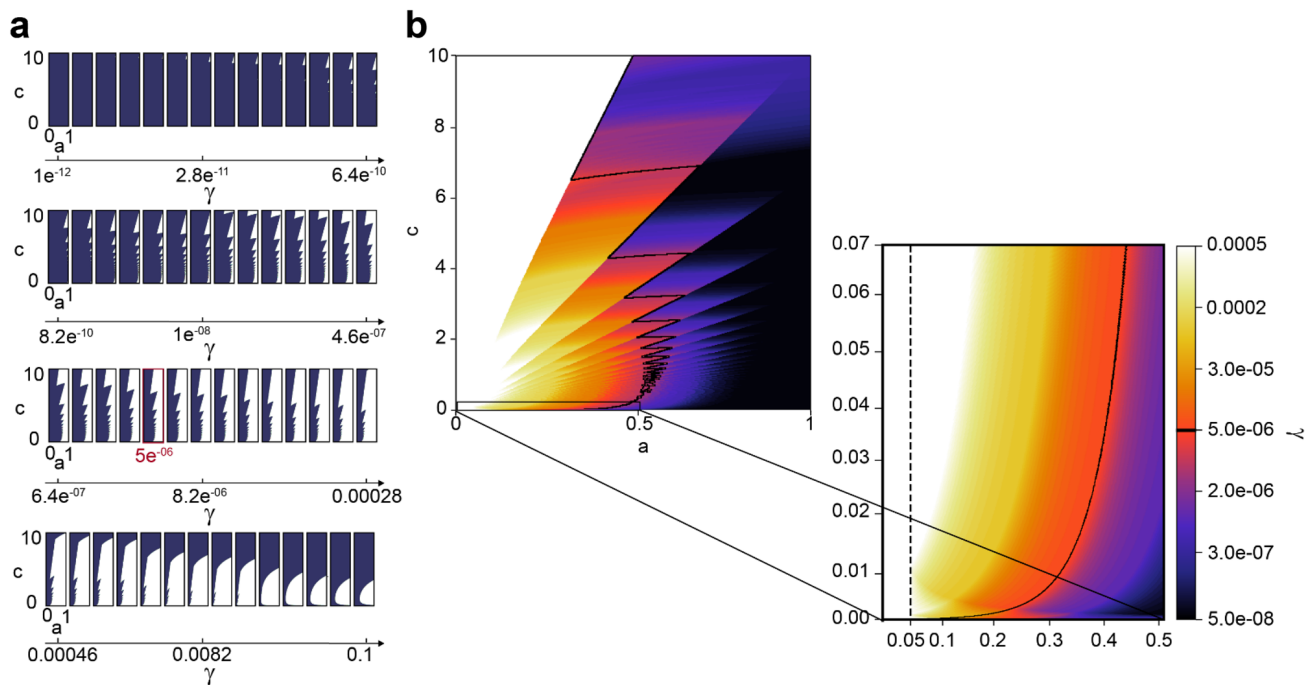 a
10
c
0
0 a 1
1e-12 2.8e-11 6.4e-10
γ
10
c
0
0 a 1
8.2e-10 1e-08 4.6e-07
γ
10
c
0
0 a 1
5e-06
6.4e-07 8.2e-06 0.00028
γ
10
c
0
0 a 1
0.00046 0.0082 0.1
γ
b
10
8
6
c
4
2
0
0 0.5 1
a
0.07
0.06
0.05
0.04
0.03
0.02
0.01
0.00
0.05 0.1 0.2 0.3 0.4 0.5
0.0005
0.0002
3.0e-05
5.0e-06
2.0e-06
3.0e-07
5.0e-08
γ